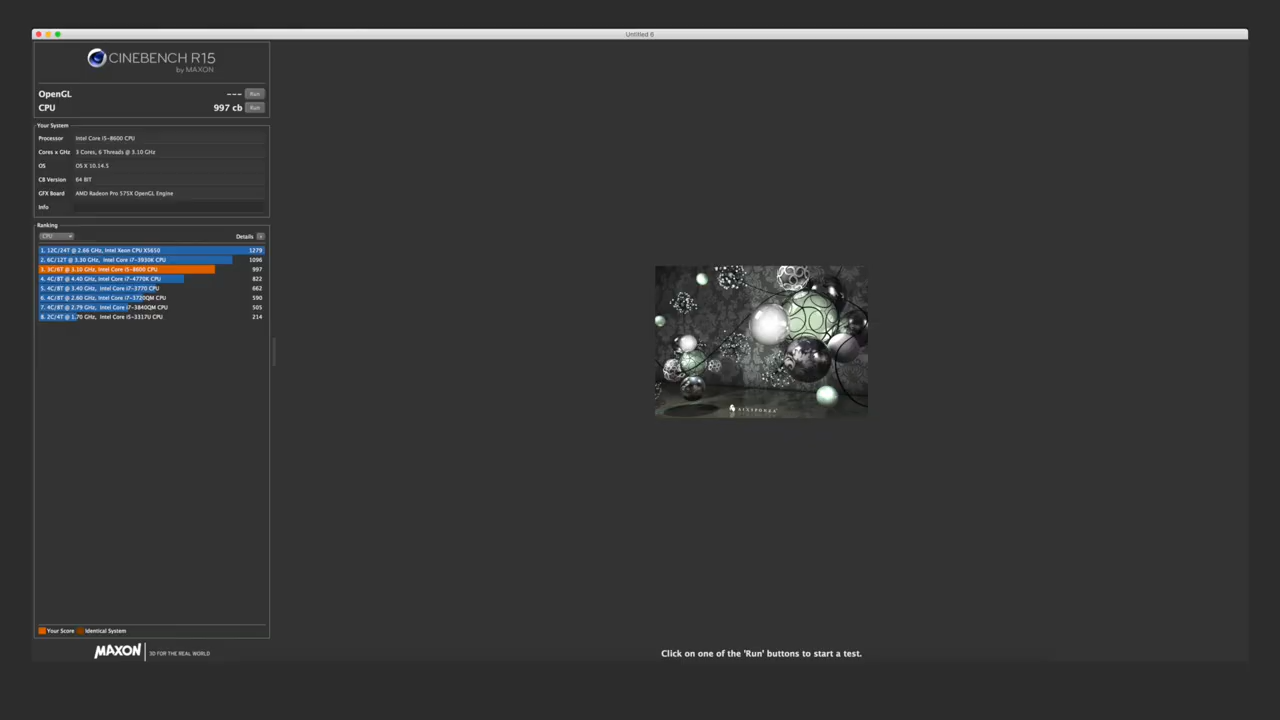 Untitled 6
CINEBENCH R15
by MAXON
OpenGL --- Run
CPU 997 cb Run
Your System
Processor Intel Core i5-8600 CPU
Cores x GHz 3 Cores, 6 Threads @ 3.10 GHz
OS OS X 10.14.5
CB Version 64 BIT
GFX Board AMD Radeon Pro 575X OpenGL Engine
Info
Ranking
CPU Details
1. 12C/24T @ 2.66 GHz, Intel Xeon CPU X5650 1279
2. 6C/12T @ 3.30 GHz, Intel Core i7-3930K CPU 1096
3. 3C/6T @ 3.10 GHz, Intel Core i5-8600 CPU 997
4. 4C/8T @ 4.40 GHz, Intel Core i7-4770K CPU 822
5. 4C/8T @ 3.40 GHz, Intel Core i7-3770 CPU 662
6. 4C/8T @ 2.60 GHz, Intel Core i7-3720QM CPU 590
7. 4C/8T @ 2.79 GHz, Intel Core i7-3840QM CPU 505
8. 2C/4T @ 1.70 GHz, Intel Core i5-3317U CPU 214
AIXSPONZA
Your Score Identical System
MAXON 3D FOR THE REAL WORLD
Click on one of the 'Run' buttons to start a test.